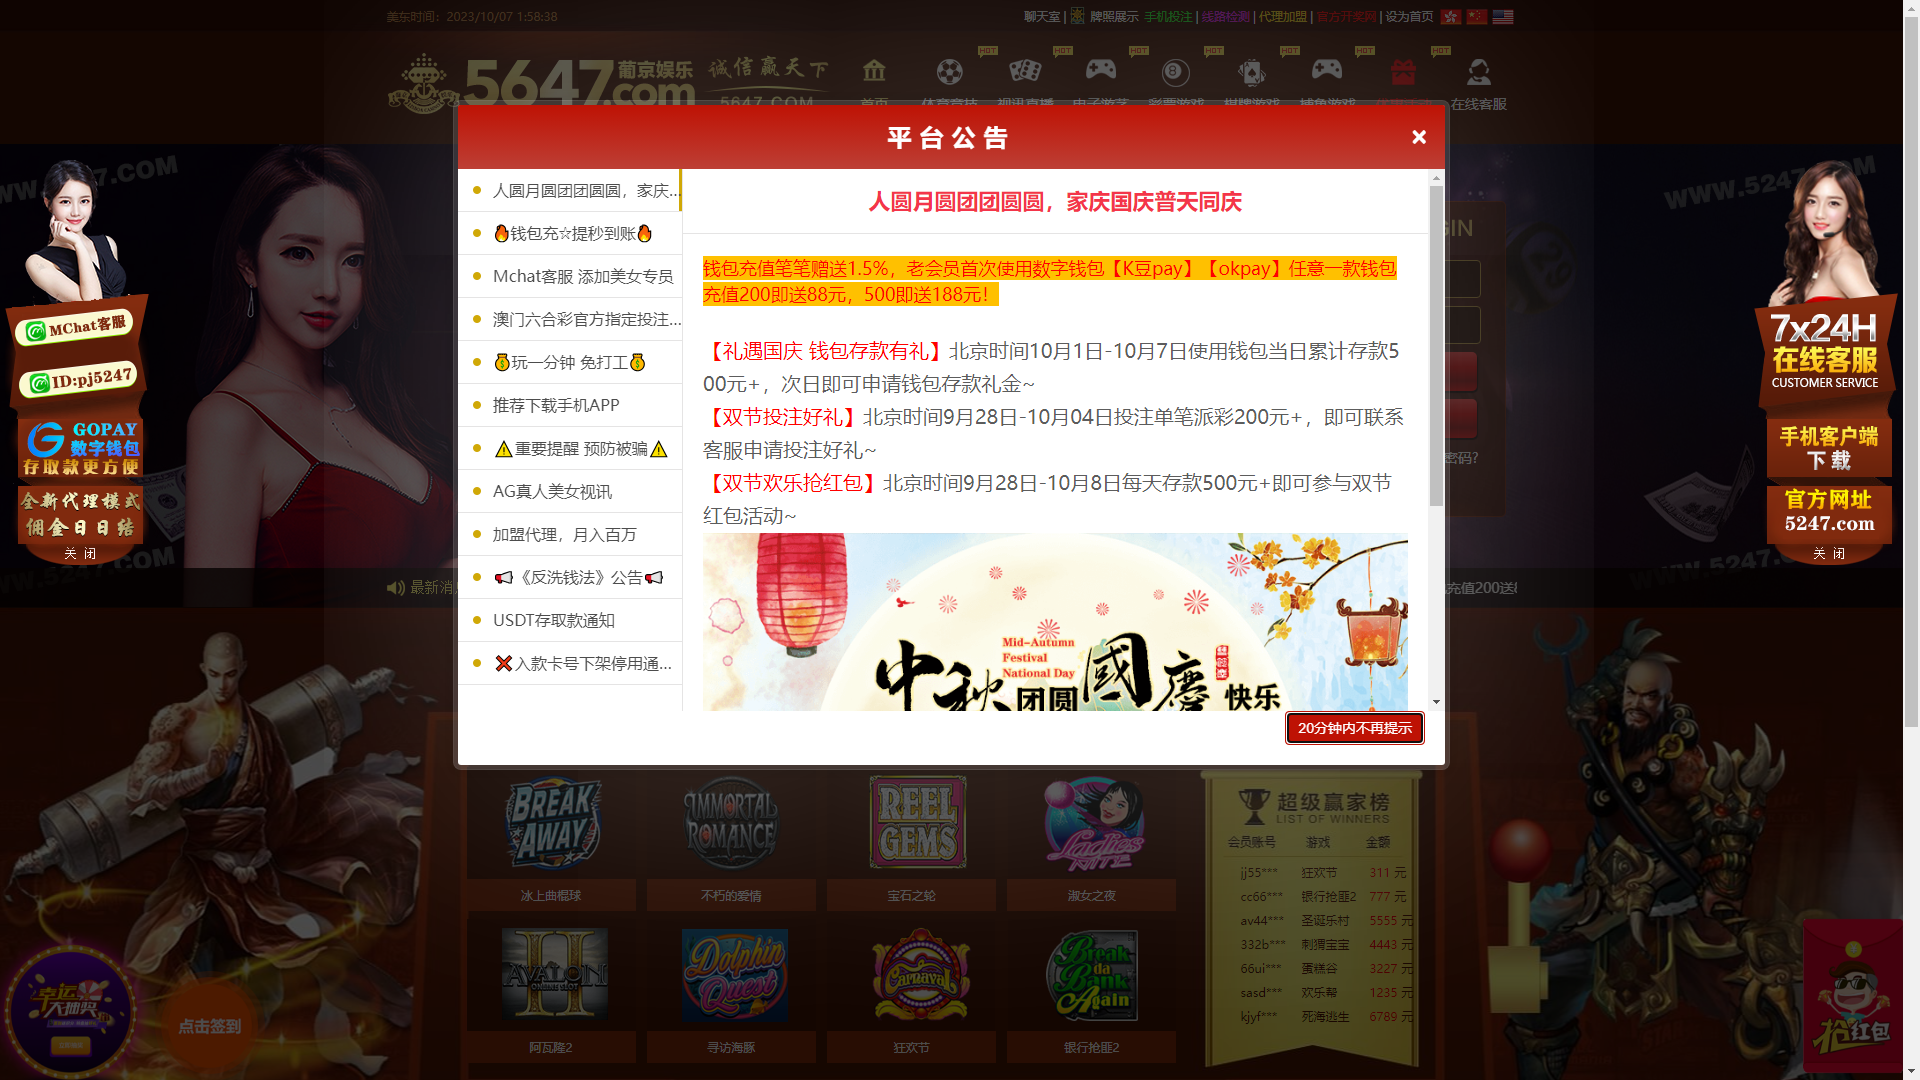 美东时间：2023/10/07 1:58:38
聊天室 | 牌照展示 手机投注 | 线路检测 | 代理加盟 | 官方开奖网 | 设为首页
5647.com 葡京娱乐 诚信赢天下
5647.COM
HOT HOT HOT HOT HOT HOT HOT
首页 体育竞技 视讯直播 电子游艺 彩票游戏 棋牌游戏 捕鱼游戏 优惠活动 在线客服
平台公告
×
人圆月圆团团圆圆，家庆...
🔥钱包充☆提秒到账🔥
Mchat客服 添加美女专员
澳门六合彩官方指定投注...
💰玩一分钟 免打工💰
推荐下载手机APP
⚠重要提醒 预防被骗⚠
AG真人美女视讯
加盟代理，月入百万
📢《反洗钱法》公告📢
USDT存取款通知
❌入款卡号下架停用通...
人圆月圆团团圆圆，家庆国庆普天同庆
钱包充值笔笔赠送1.5%，老会员首次使用数字钱包【K豆pay】【okpay】任意一款钱包
充值200即送88元，500即送188元！
【礼遇国庆 钱包存款有礼】北京时间10月1日-10月7日使用钱包当日累计存款5
00元+，次日即可申请钱包存款礼金~
【双节投注好礼】北京时间9月28日-10月04日投注单笔派彩200元+，即可联系
客服申请投注好礼~
【双节欢乐抢红包】北京时间9月28日-10月8日每天存款500元+即可参与双节
红包活动~
Mid-Autumn
Festival
National Day
中秋团圆國慶快乐
20分钟内不再提示
WWW.5247.COM
MChat客服
ID:pj5247
GOPAY
数字钱包
存取款更方便
全新代理模式
佣金日日结
关 闭
WWW.5247.COM
7x24H
在线客服
CUSTOMER SERVICE
手机客户端
下 载
官方网址
5247.com
关 闭
GIN
密码?
最新消
充值200送8
BREAK AWAY
IMMORTAL ROMANCE
REEL GEMS
Ladies NITE
冰上曲棍球 不朽的爱情 宝石之轮 淑女之夜
AVALON II
Dolphin Quest
Carnaval
Break da Bank Again
阿瓦隆2 寻访海豚 狂欢节 银行抢匪2
超级赢家榜
LIST OF WINNERS
会员账号 游戏 金额
jj55*** 狂欢节 311 元
cc66*** 银行抢匪2 777 元
av44*** 圣诞乐村 5555 元
332b*** 刺猬宝宝 4443 元
66ui*** 蛋糕谷 3227 元
sasd*** 欢乐帮 1235 元
kjyf*** 死海逃生 6789 元
幸运大抽奖
点击签到
抢红包